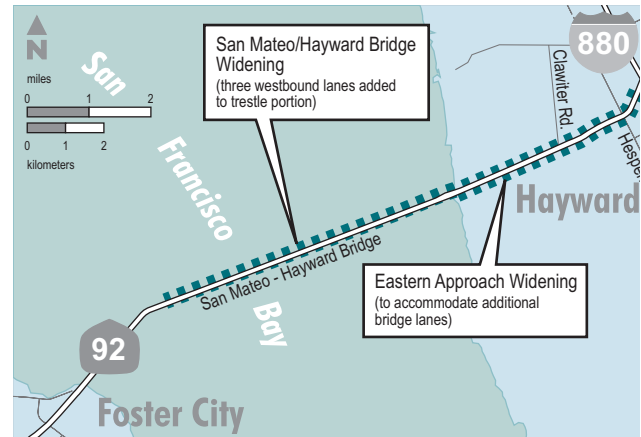 N
miles
0 1 2
0 1 2
kilometers
San
Francisco
Bay
San Mateo/Hayward Bridge
Widening
(three westbound lanes added
to trestle portion)
880
Clawiter Rd.
Hesper
Hayward
San Mateo - Hayward Bridge
Eastern Approach Widening
(to accommodate additional
bridge lanes)
92
Foster City